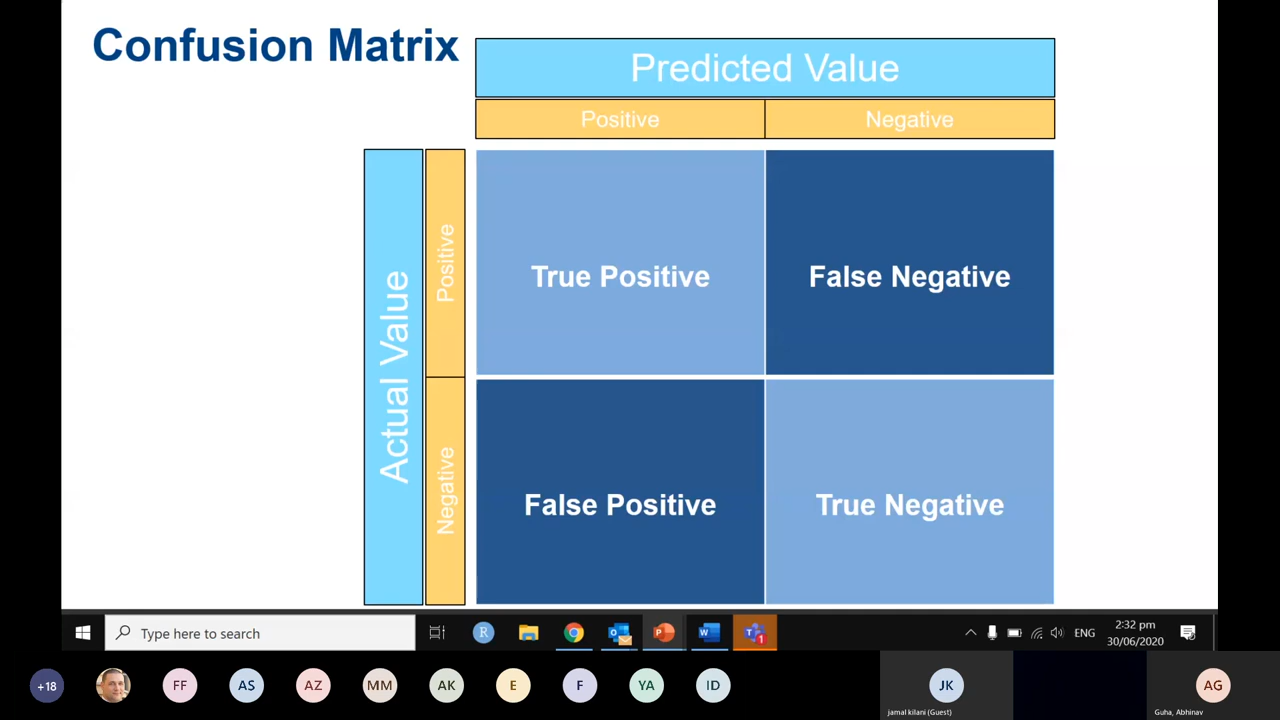 Confusion Matrix
Predicted Value
Positive
Negative
Actual Value
Positive
Negative
True Positive
False Negative
False Positive
True Negative
R
Type here to search
1
ENG
2:32 pm
30/06/2020
+18
FF
AS
AZ
MM
AK
E
F
YA
ID
JK
jamal kilani (Guest)
AG
Guha, Abhinav